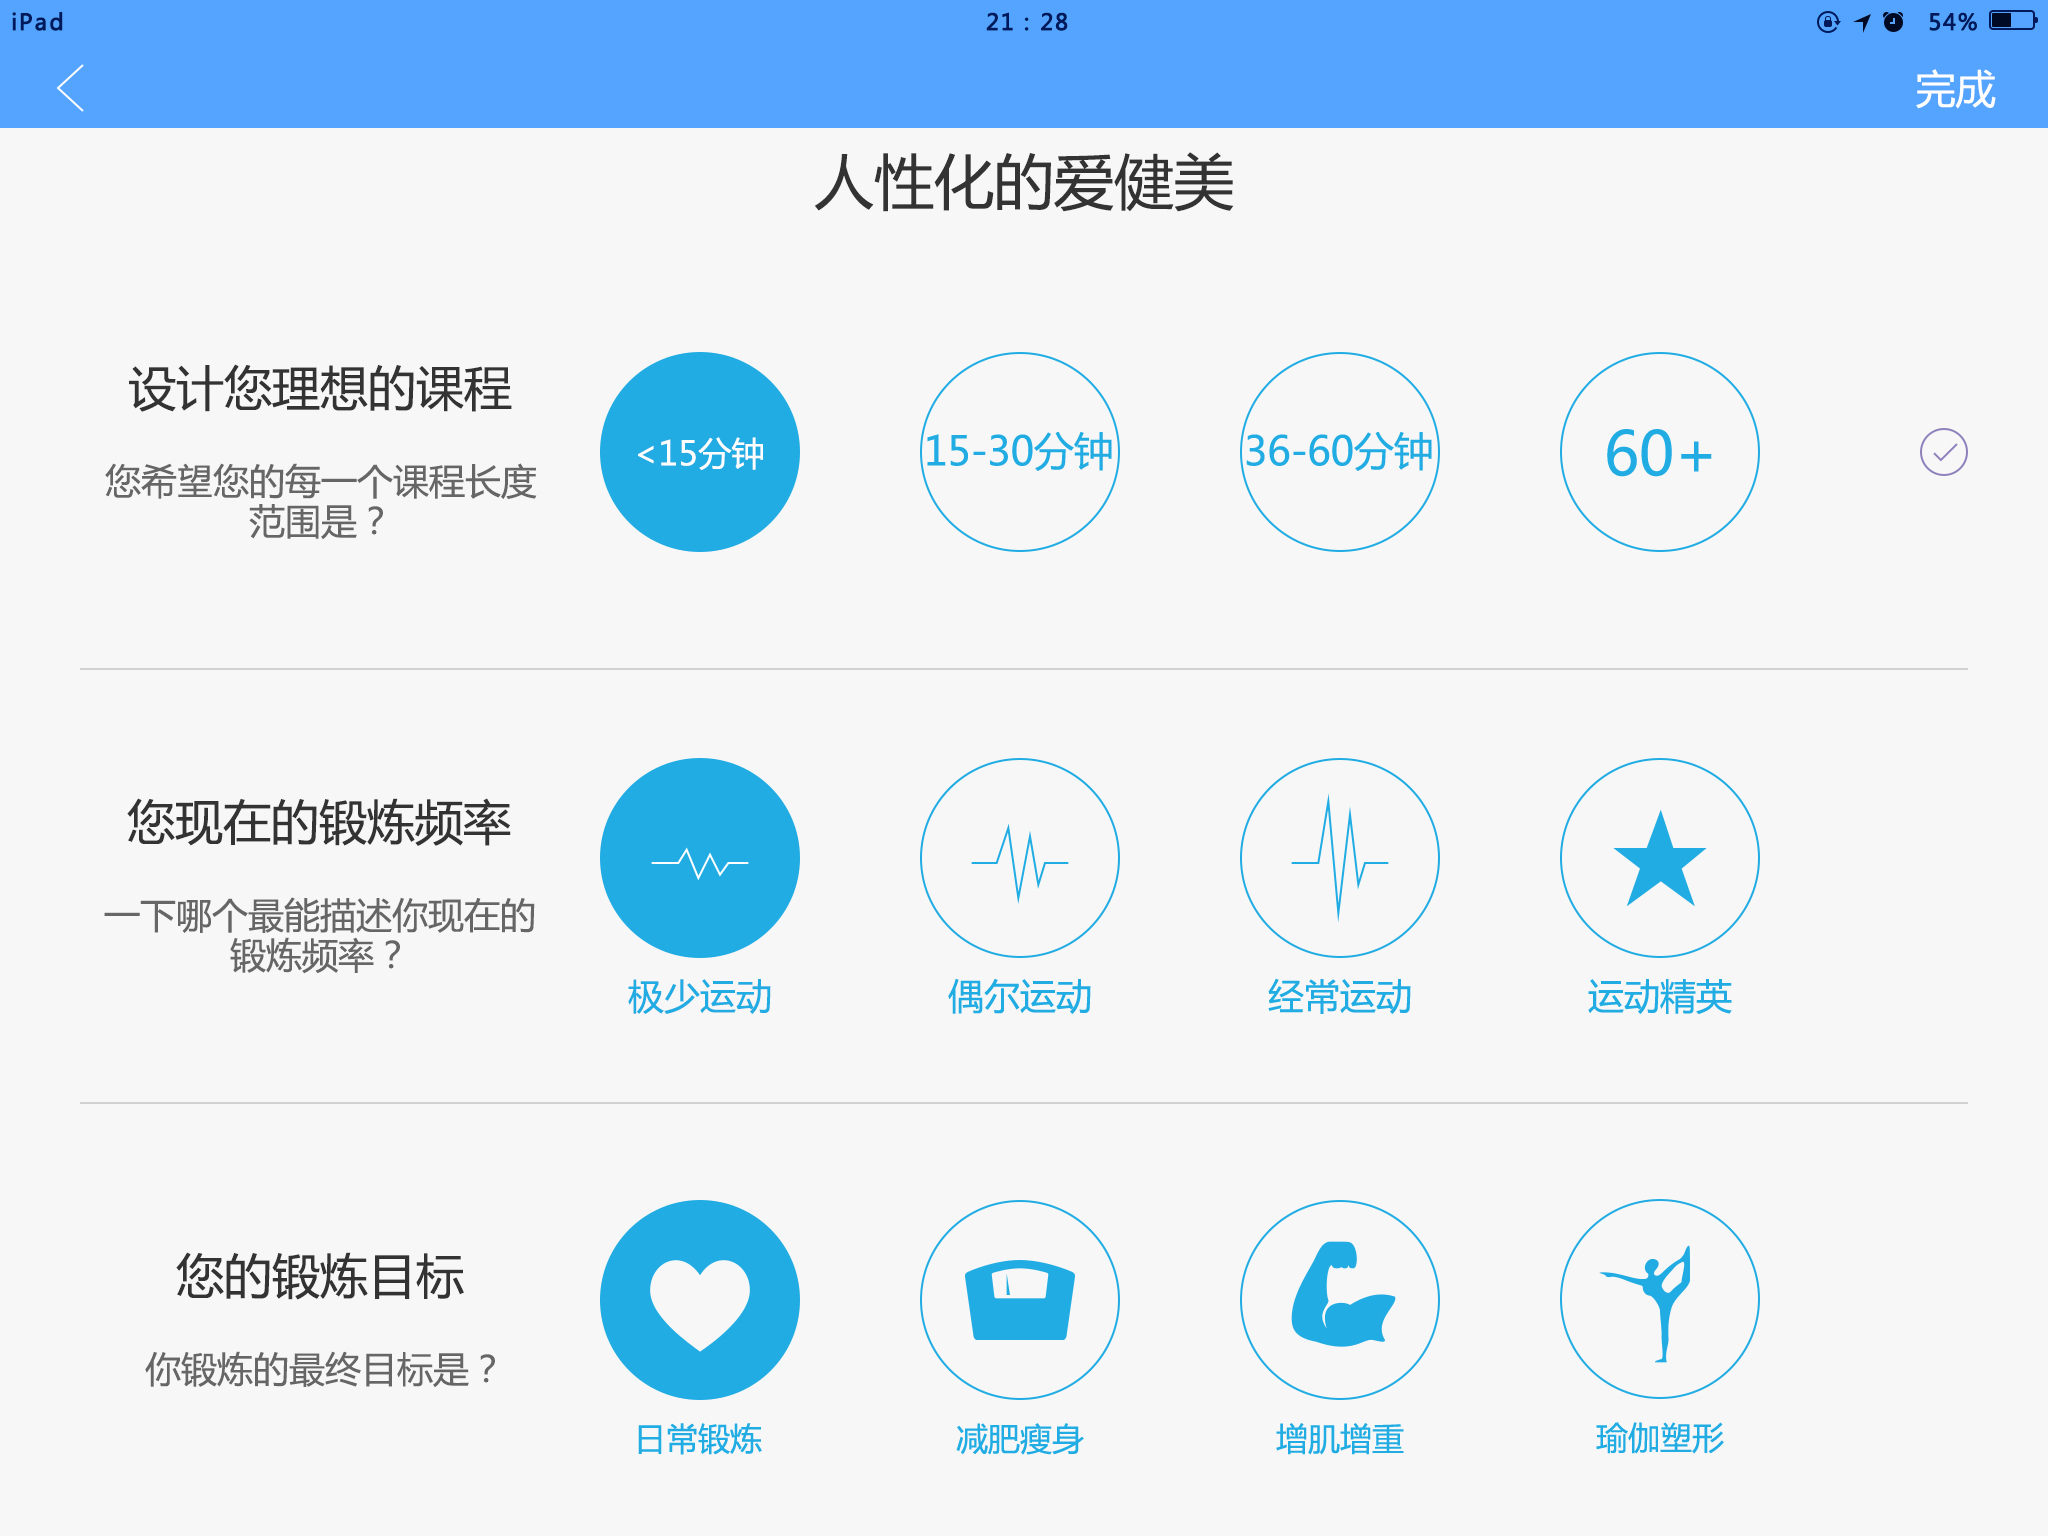 iPad
21：28
54%
完成
人性化的爱健美
设计您理想的课程
您希望您的每一个课程长度
范围是？
<15分钟
15-30分钟
36-60分钟
60+
您现在的锻炼频率
一下哪个最能描述你现在的
锻炼频率？
极少运动
偶尔运动
经常运动
运动精英
您的锻炼目标
你锻炼的最终目标是？
日常锻炼
减肥瘦身
增肌增重
瑜伽塑形